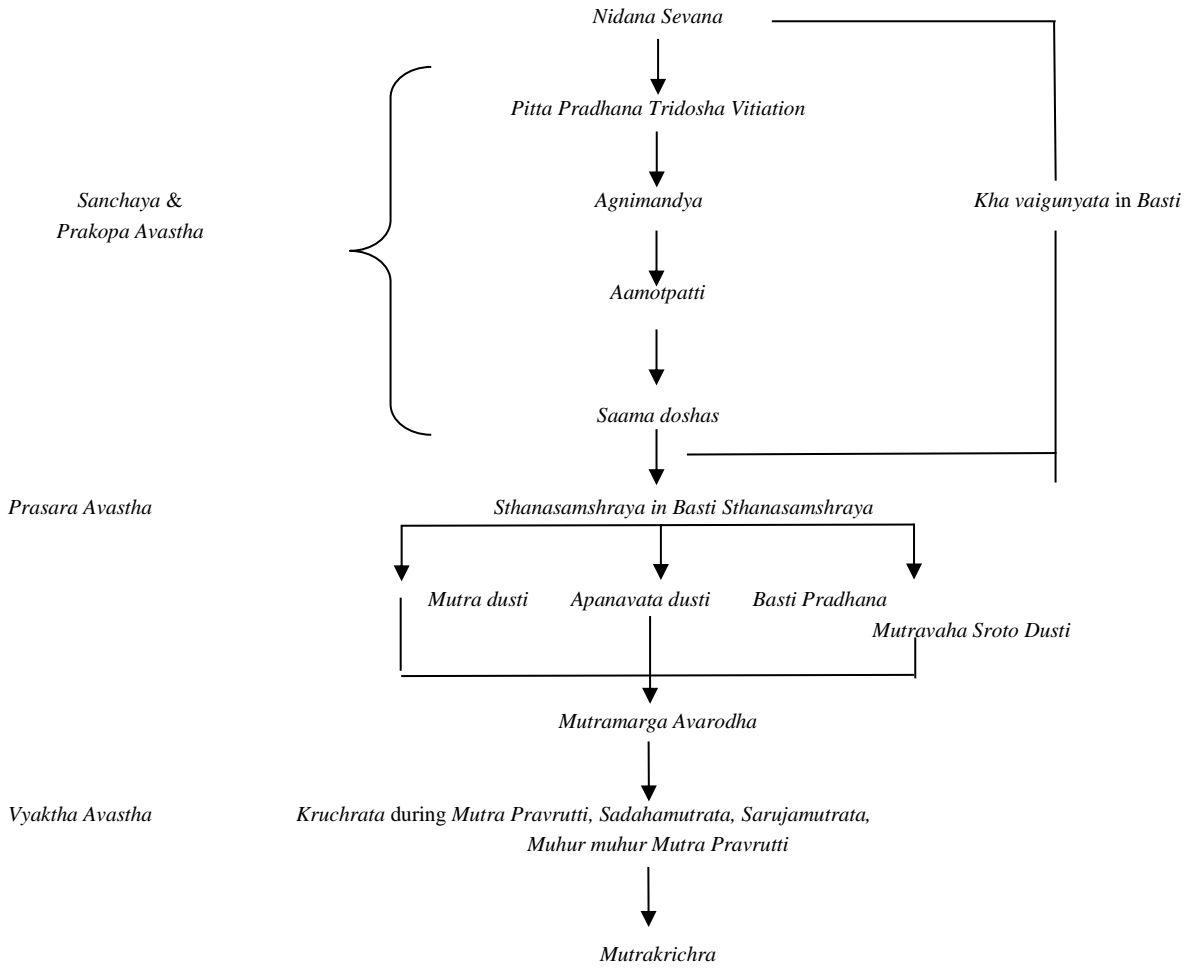 Nidana Sevana
Pitta Pradhana Tridosha Vitiation
Sanchaya &
Prakopa Avastha
Agnimandya
Kha vaigunyata in Basti
Aamotpatti
Saama doshas
Prasara Avastha
Sthanasamshraya in Basti Sthanasamshraya
Mutra dusti
Apanavata dusti
Basti Pradhana
Mutravaha Sroto Dusti
Mutramarga Avarodha
Vyaktha Avastha
Kruchrata during Mutra Pravrutti, Sadahamutrata, Sarujamutrata,
Muhur muhur Mutra Pravrutti
Mutrakrichra